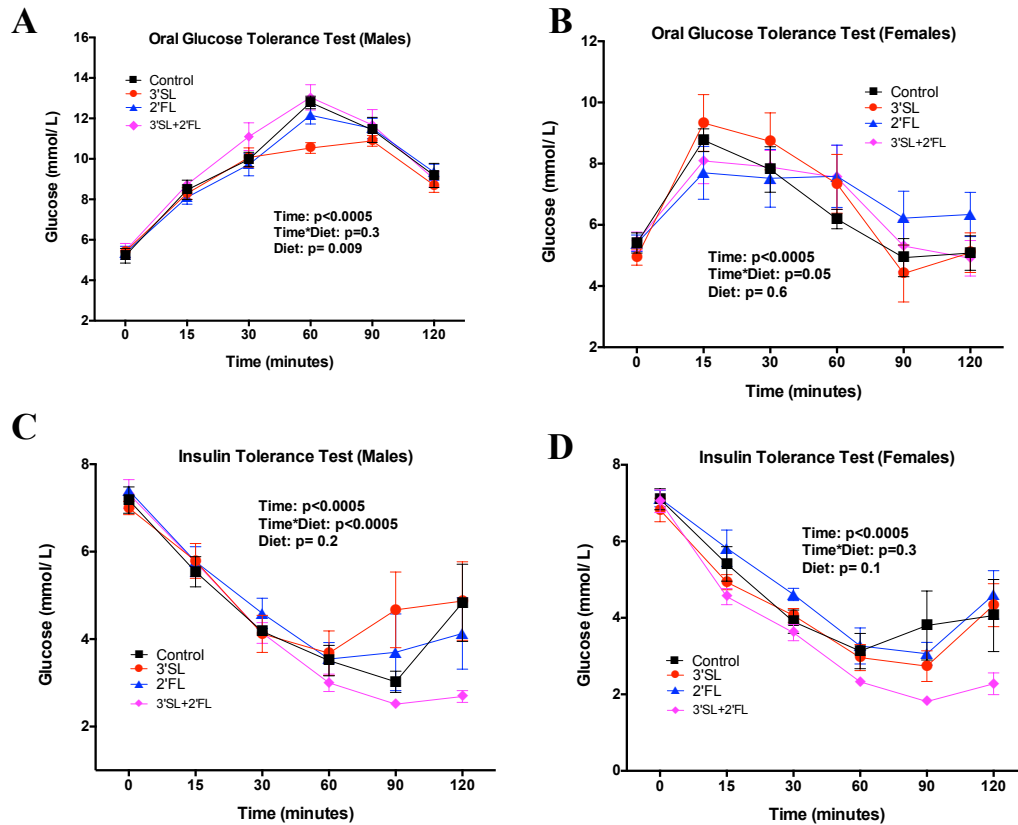 A
Oral Glucose Tolerance Test (Males)
Glucose (mmol/ L)
16
14
12
10
8
6
4
2
Control
3'SL
2'FL
3'SL+2'FL
Time: p<0.0005
Time*Diet: p=0.3
Diet: p= 0.009
0 15 30 60 90 120
Time (minutes)
B
Oral Glucose Tolerance Test (Females)
Glucose (mmol/ L)
12
10
8
6
4
2
Control
3'SL
2'FL
3'SL+2'FL
Time: p<0.0005
Time*Diet: p=0.05
Diet: p= 0.6
0 15 30 60 90 120
Time (minutes)
C
Insulin Tolerance Test (Males)
Glucose (mmol/ L)
8
6
4
2
Time: p<0.0005
Time*Diet: p<0.0005
Diet: p= 0.2
Control
3'SL
2'FL
3'SL+2'FL
0 15 30 60 90 120
Time (minutes)
D
Insulin Tolerance Test (Females)
Glucose (mmol/ L)
8
6
4
2
0
Time: p<0.0005
Time*Diet: p=0.3
Diet: p= 0.1
Control
3'SL
2'FL
3'SL+2'FL
0 15 30 60 90 120
Time (minutes)